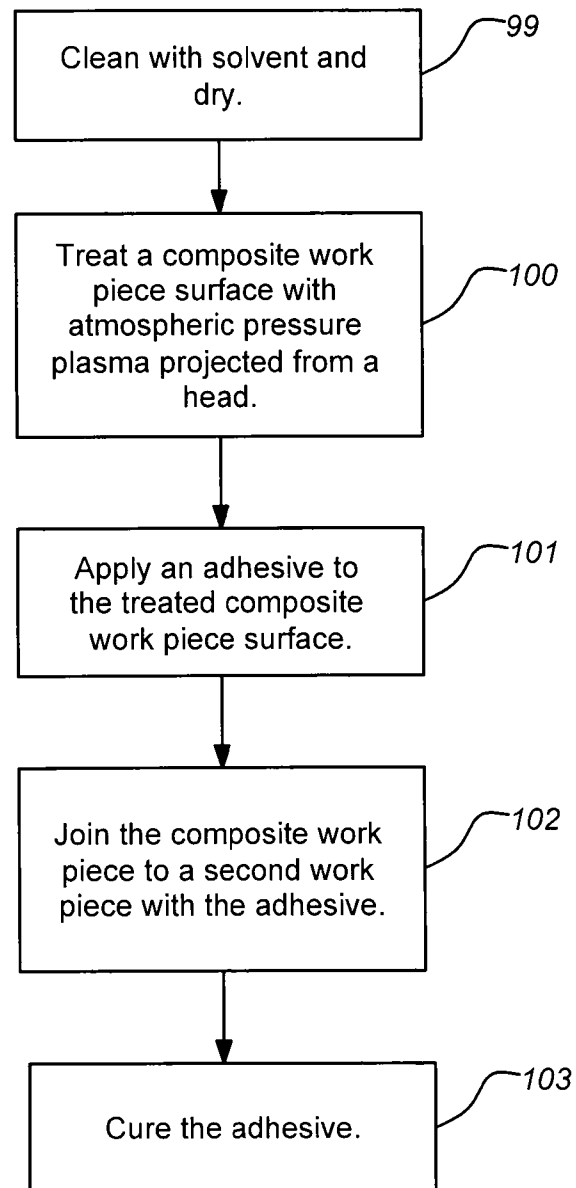 99
Clean with solvent and
dry.
100
Treat a composite work
piece surface with
atmospheric pressure
plasma projected from a
head.
101
Apply an adhesive to
the treated composite
work piece surface.
102
Join the composite work
piece to a second work
piece with the adhesive.
103
Cure the adhesive.